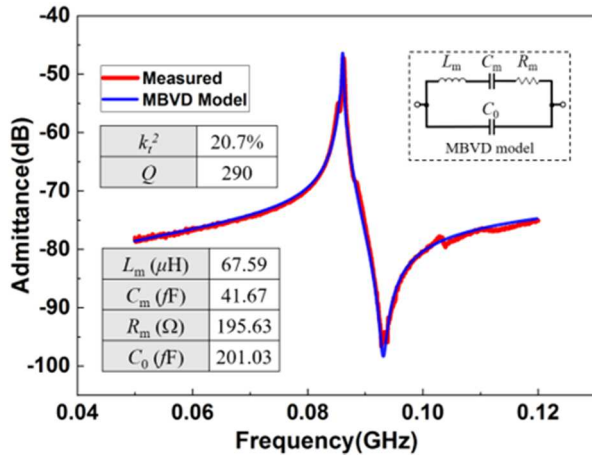 -40
-50
-60
-70
-80
-90
-100
Admittance(dB)
Measured
MBVD Model
kt² 20.7%
Q 290
Lm Cm Rm
C0
MBVD model
Lm (μH) 67.59
Cm (fF) 41.67
Rm (Ω) 195.63
C0 (fF) 201.03
0.04 0.06 0.08 0.10 0.12
Frequency(GHz)